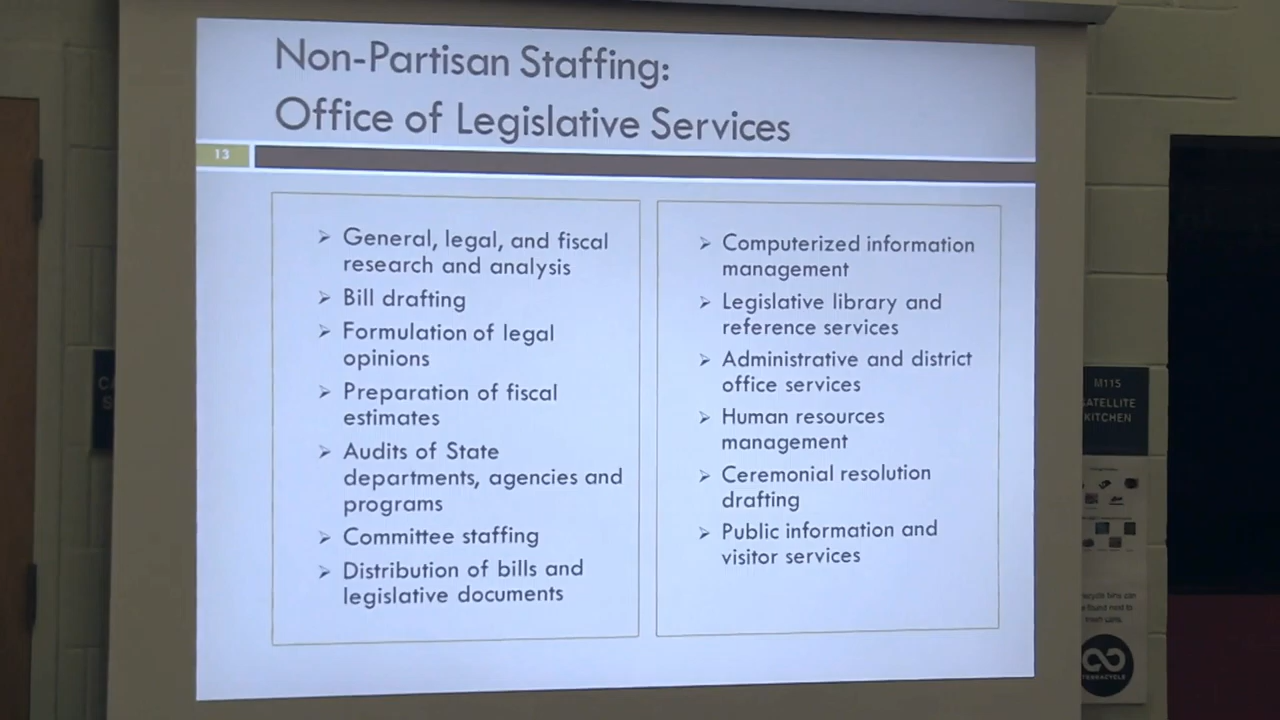 Non-Partisan Staffing:
Office of Legislative Services
13
➢ General, legal, and fiscal
research and analysis
➢ Bill drafting
➢ Formulation of legal
opinions
➢ Preparation of fiscal
estimates
➢ Audits of State
departments, agencies and
programs
➢ Committee staffing
➢ Distribution of bills and
legislative documents
➢ Computerized information
management
➢ Legislative library and
reference services
➢ Administrative and district
office services
➢ Human resources
management
➢ Ceremonial resolution
drafting
➢ Public information and
visitor services
M115
KITCHEN